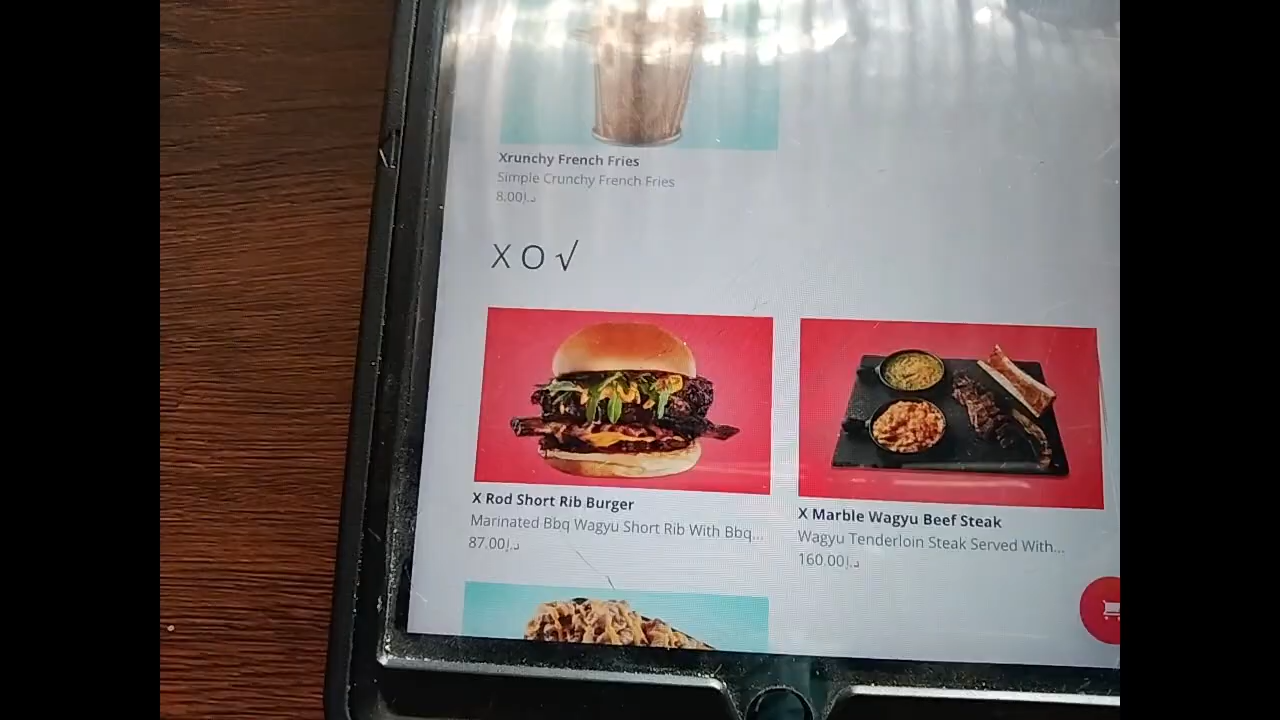 Xrunchy French Fries
Simple Crunchy French Fries
8.00د.إ
X O √
X Rod Short Rib Burger
Marinated Bbq Wagyu Short Rib With Bbq...
87.00د.إ
X Marble Wagyu Beef Steak
Wagyu Tenderloin Steak Served With...
160.00د.إ